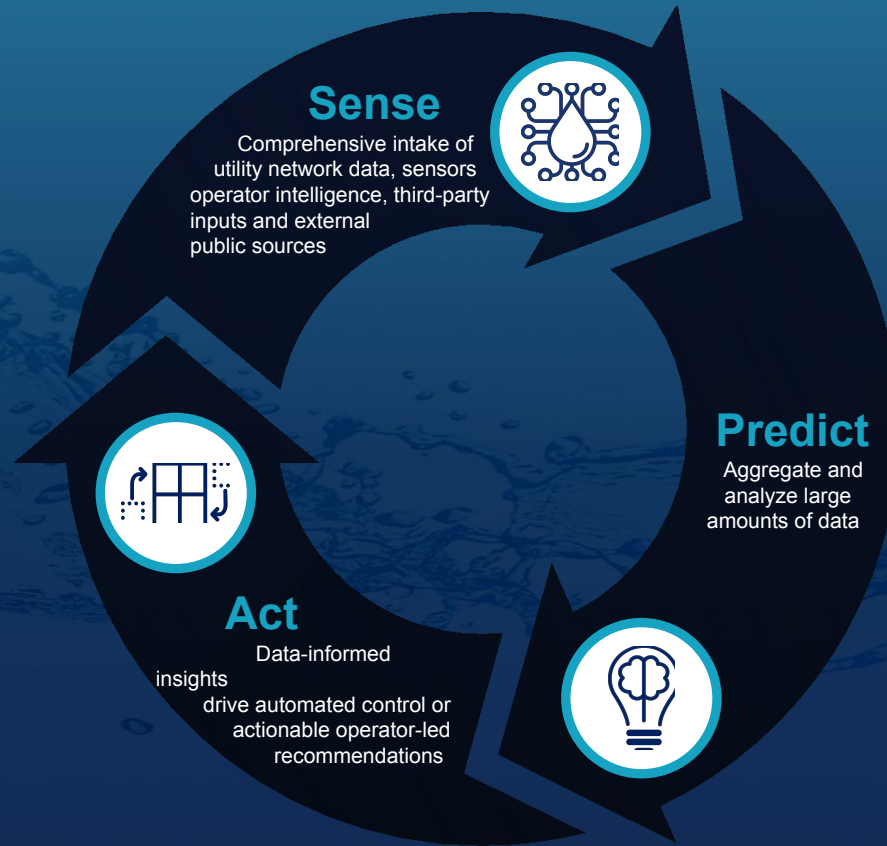 Sense
Comprehensive intake of
utility network data, sensors
operator intelligence, third-party
inputs and external
public sources
Predict
Aggregate and
analyze large
amounts of data
Act
Data-informed
insights
drive automated control or
actionable operator-led
recommendations